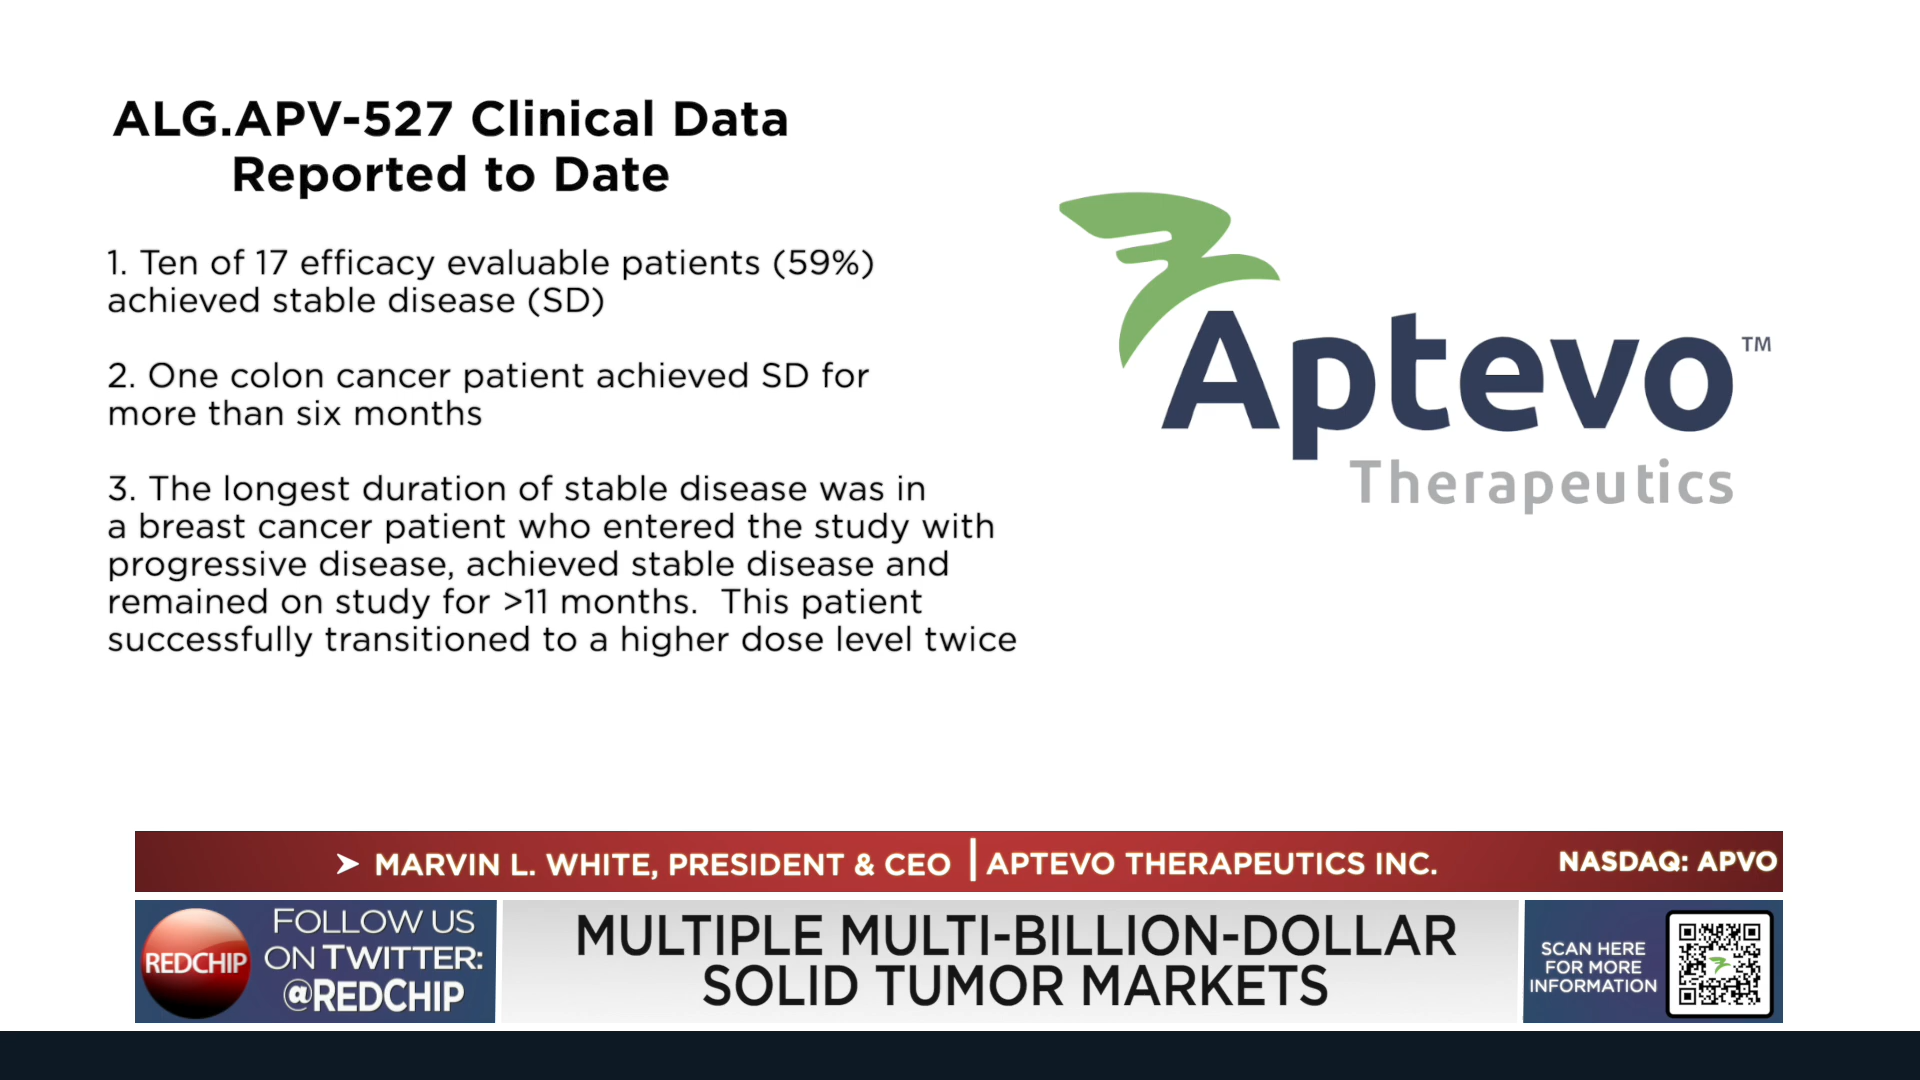 ALG.APV-527 Clinical Data
Reported to Date
1. Ten of 17 efficacy evaluable patients (59%)
achieved stable disease (SD)
2. One colon cancer patient achieved SD for
more than six months
3. The longest duration of stable disease was in
a breast cancer patient who entered the study with
progressive disease, achieved stable disease and
remained on study for >11 months.  This patient
successfully transitioned to a higher dose level twice
Aptevo™
Therapeutics
➤ MARVIN L. WHITE, PRESIDENT & CEO | APTEVO THERAPEUTICS INC.
NASDAQ: APVO
REDCHIP
FOLLOW US
ON TWITTER:
@REDCHIP
MULTIPLE MULTI-BILLION-DOLLAR
SOLID TUMOR MARKETS
SCAN HERE
FOR MORE
INFORMATION